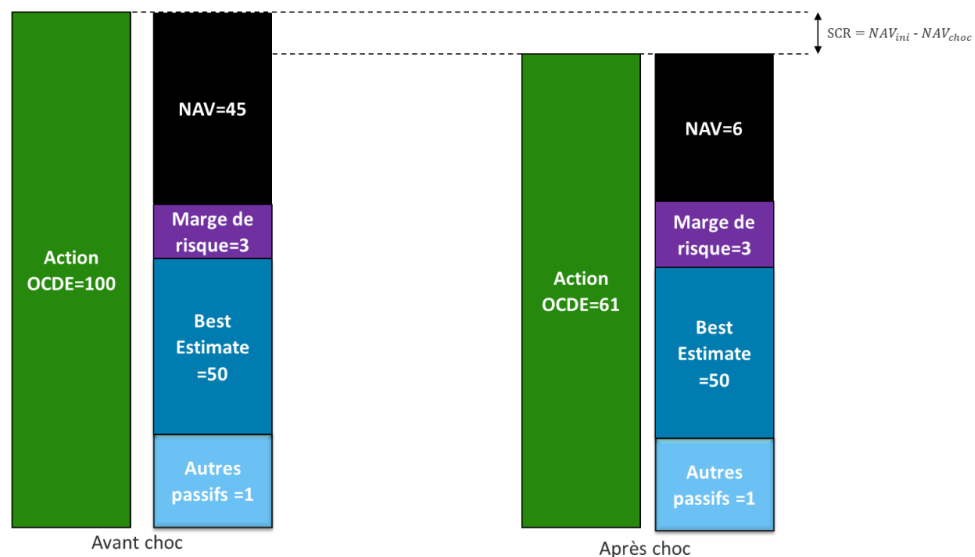 SCR = NAV_ini - NAV_choc
NAV=45
NAV=6
Marge de
risque=3
Marge de
risque=3
Action
OCDE=100
Action
OCDE=61
Best
Estimate
=50
Best
Estimate
=50
Autres
passifs =1
Autres
passifs =1
Avant choc
Après choc